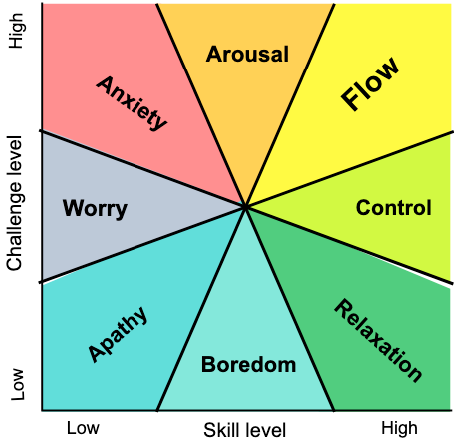 High
Arousal
Anxiety
Flow
Challenge level
Worry
Control
Apathy
Relaxation
Boredom
Low
Low
Skill level
High